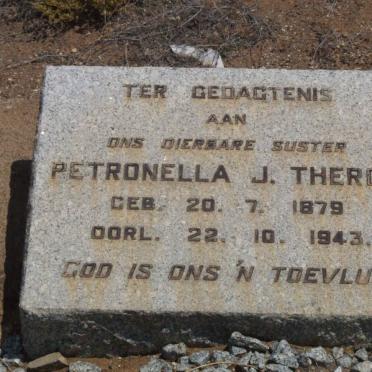 TER GEDAGTENIS
AAN
ONS DIERBARE SUSTER
PETRONELLA J. THERO
GEB. 20. 7. 1879
OORL. 22. 10. 1943.
GOD IS ONS 'N TOEVLU